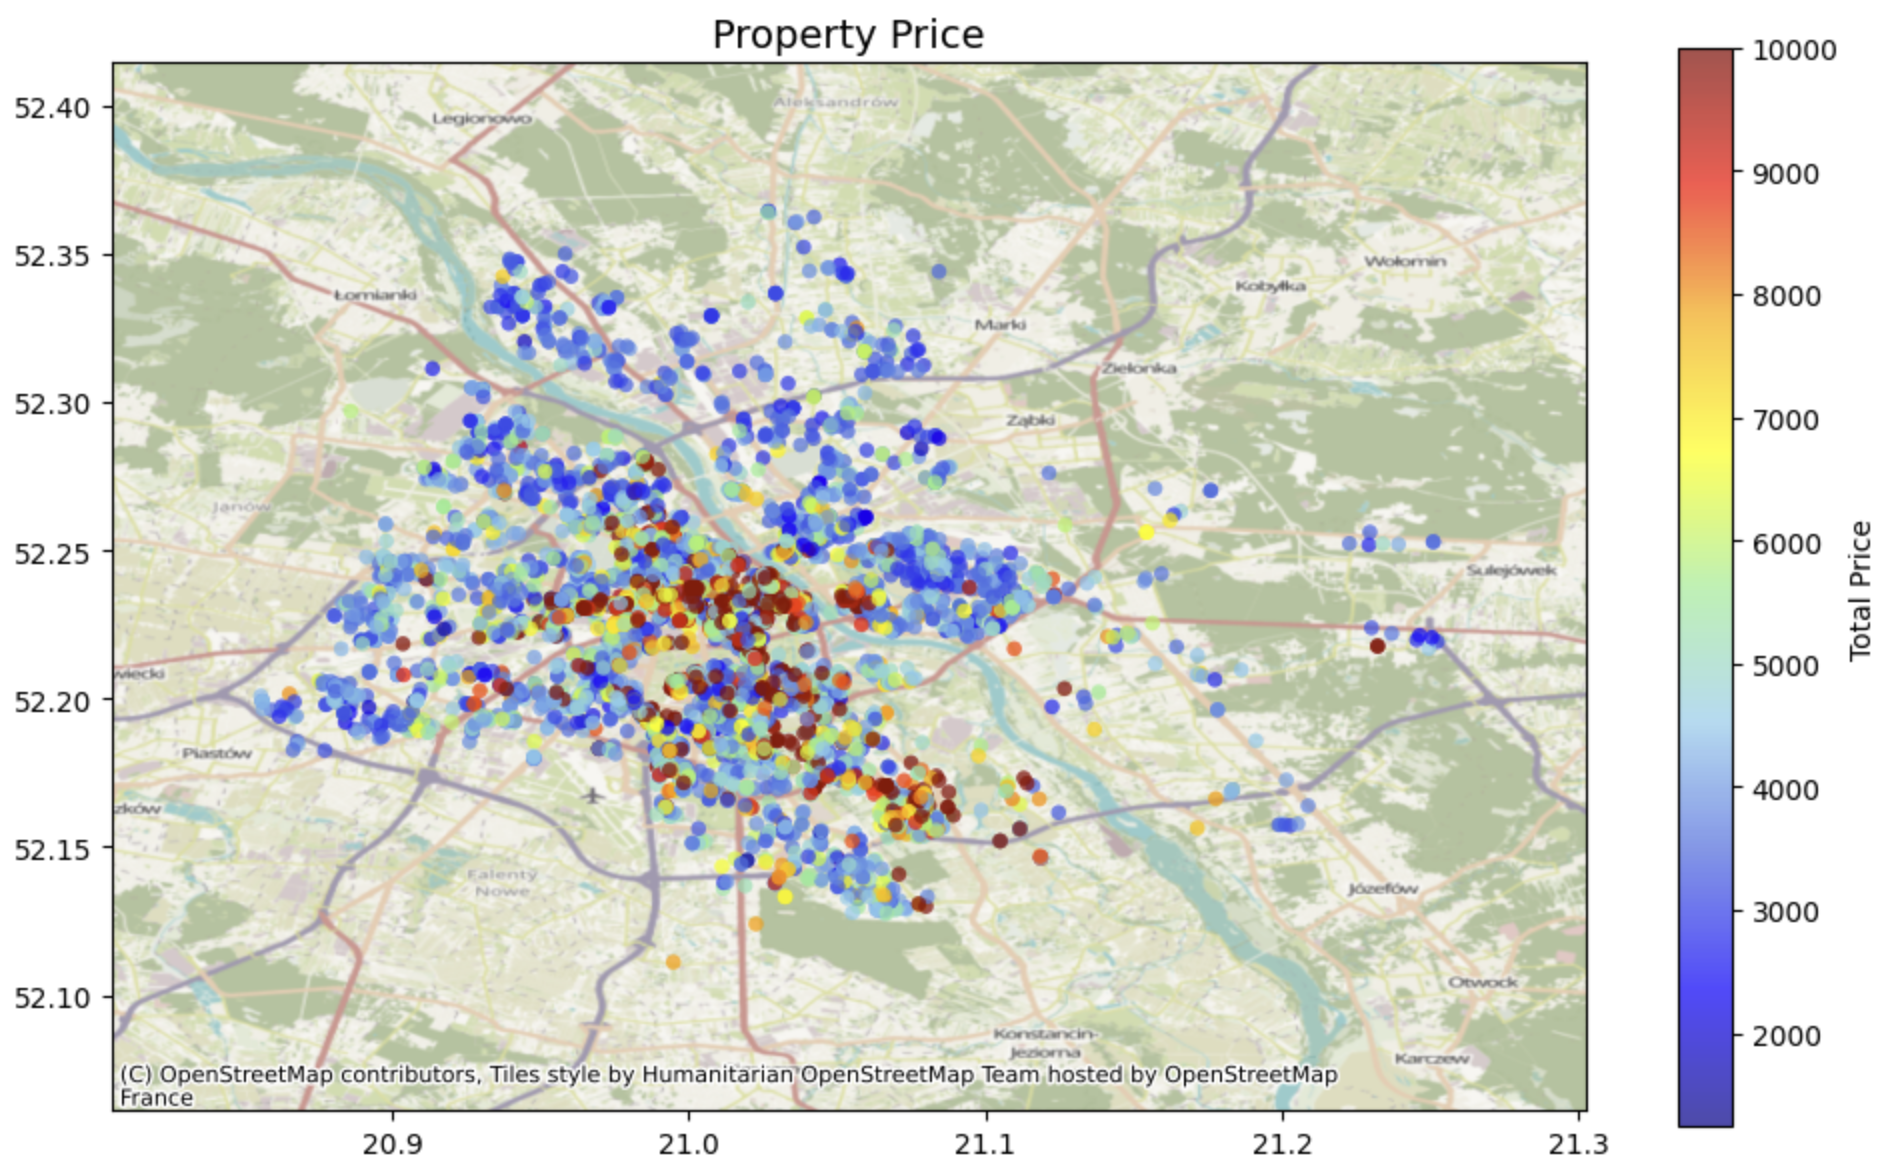 Property Price
10000
52.40
Aleksandrów
Legionowo
9000
52.35
Wołomin
Kobyłka
Łomianki
8000
Marki
Zielonka
52.30
Ząbki
7000
Janów
52.25
6000
Sulejówek
Total Price
wiecki
5000
52.20
Piastów
zków
4000
52.15
Falenty
Nowe
Józefów
3000
52.10
Otwock
Konstancin-
Jeziorna
Karczew
2000
(C) OpenStreetMap contributors, Tiles style by Humanitarian OpenStreetMap Team hosted by OpenStreetMap
France
20.9
21.0
21.1
21.2
21.3